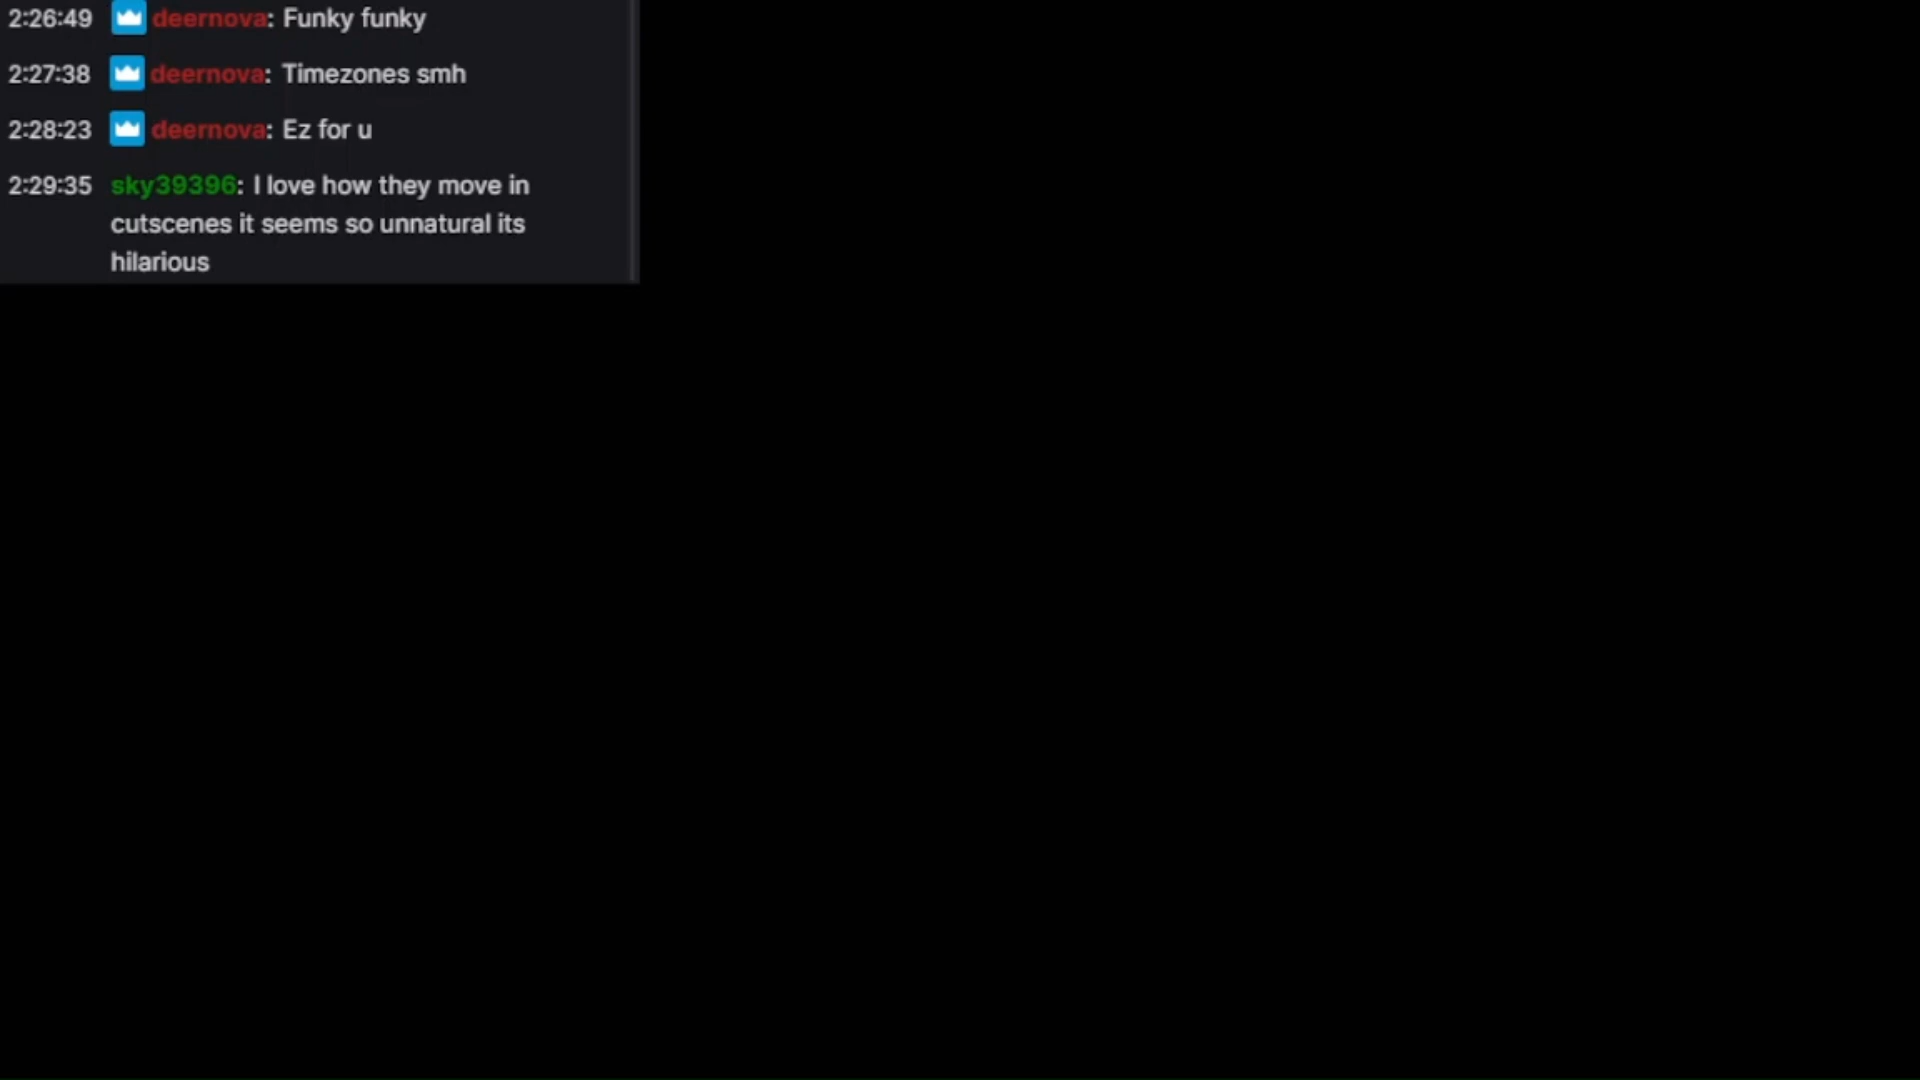 2:26:49 deernova: Funky funky
2:27:38 deernova: Timezones smh
2:28:23 deernova: Ez for u
2:29:35 sky39396: I love how they move in
cutscenes it seems so unnatural its
hilarious